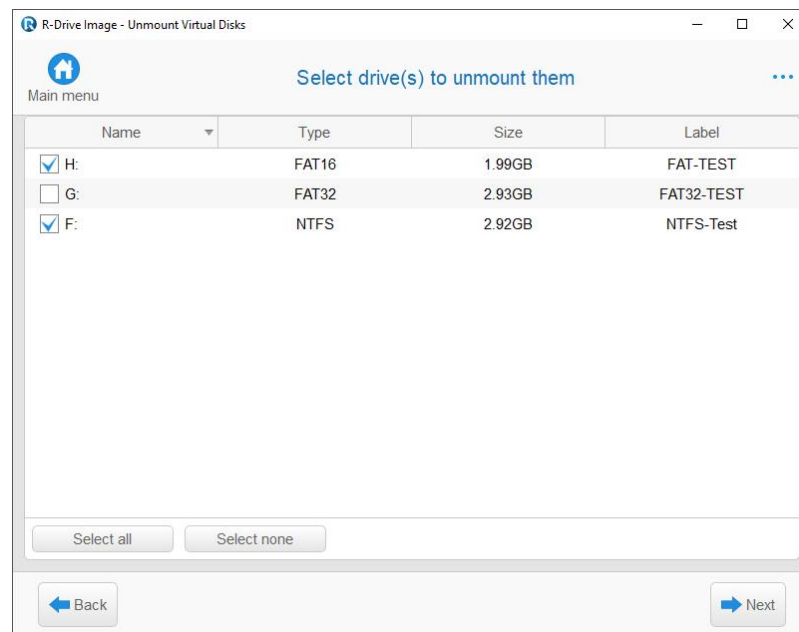 R-Drive Image - Unmount Virtual Disks
Main menu
Select drive(s) to unmount them
Name Type Size Label
H: FAT16 1.99GB FAT-TEST
G: FAT32 2.93GB FAT32-TEST
F: NTFS 2.92GB NTFS-Test
Select all Select none
Back Next